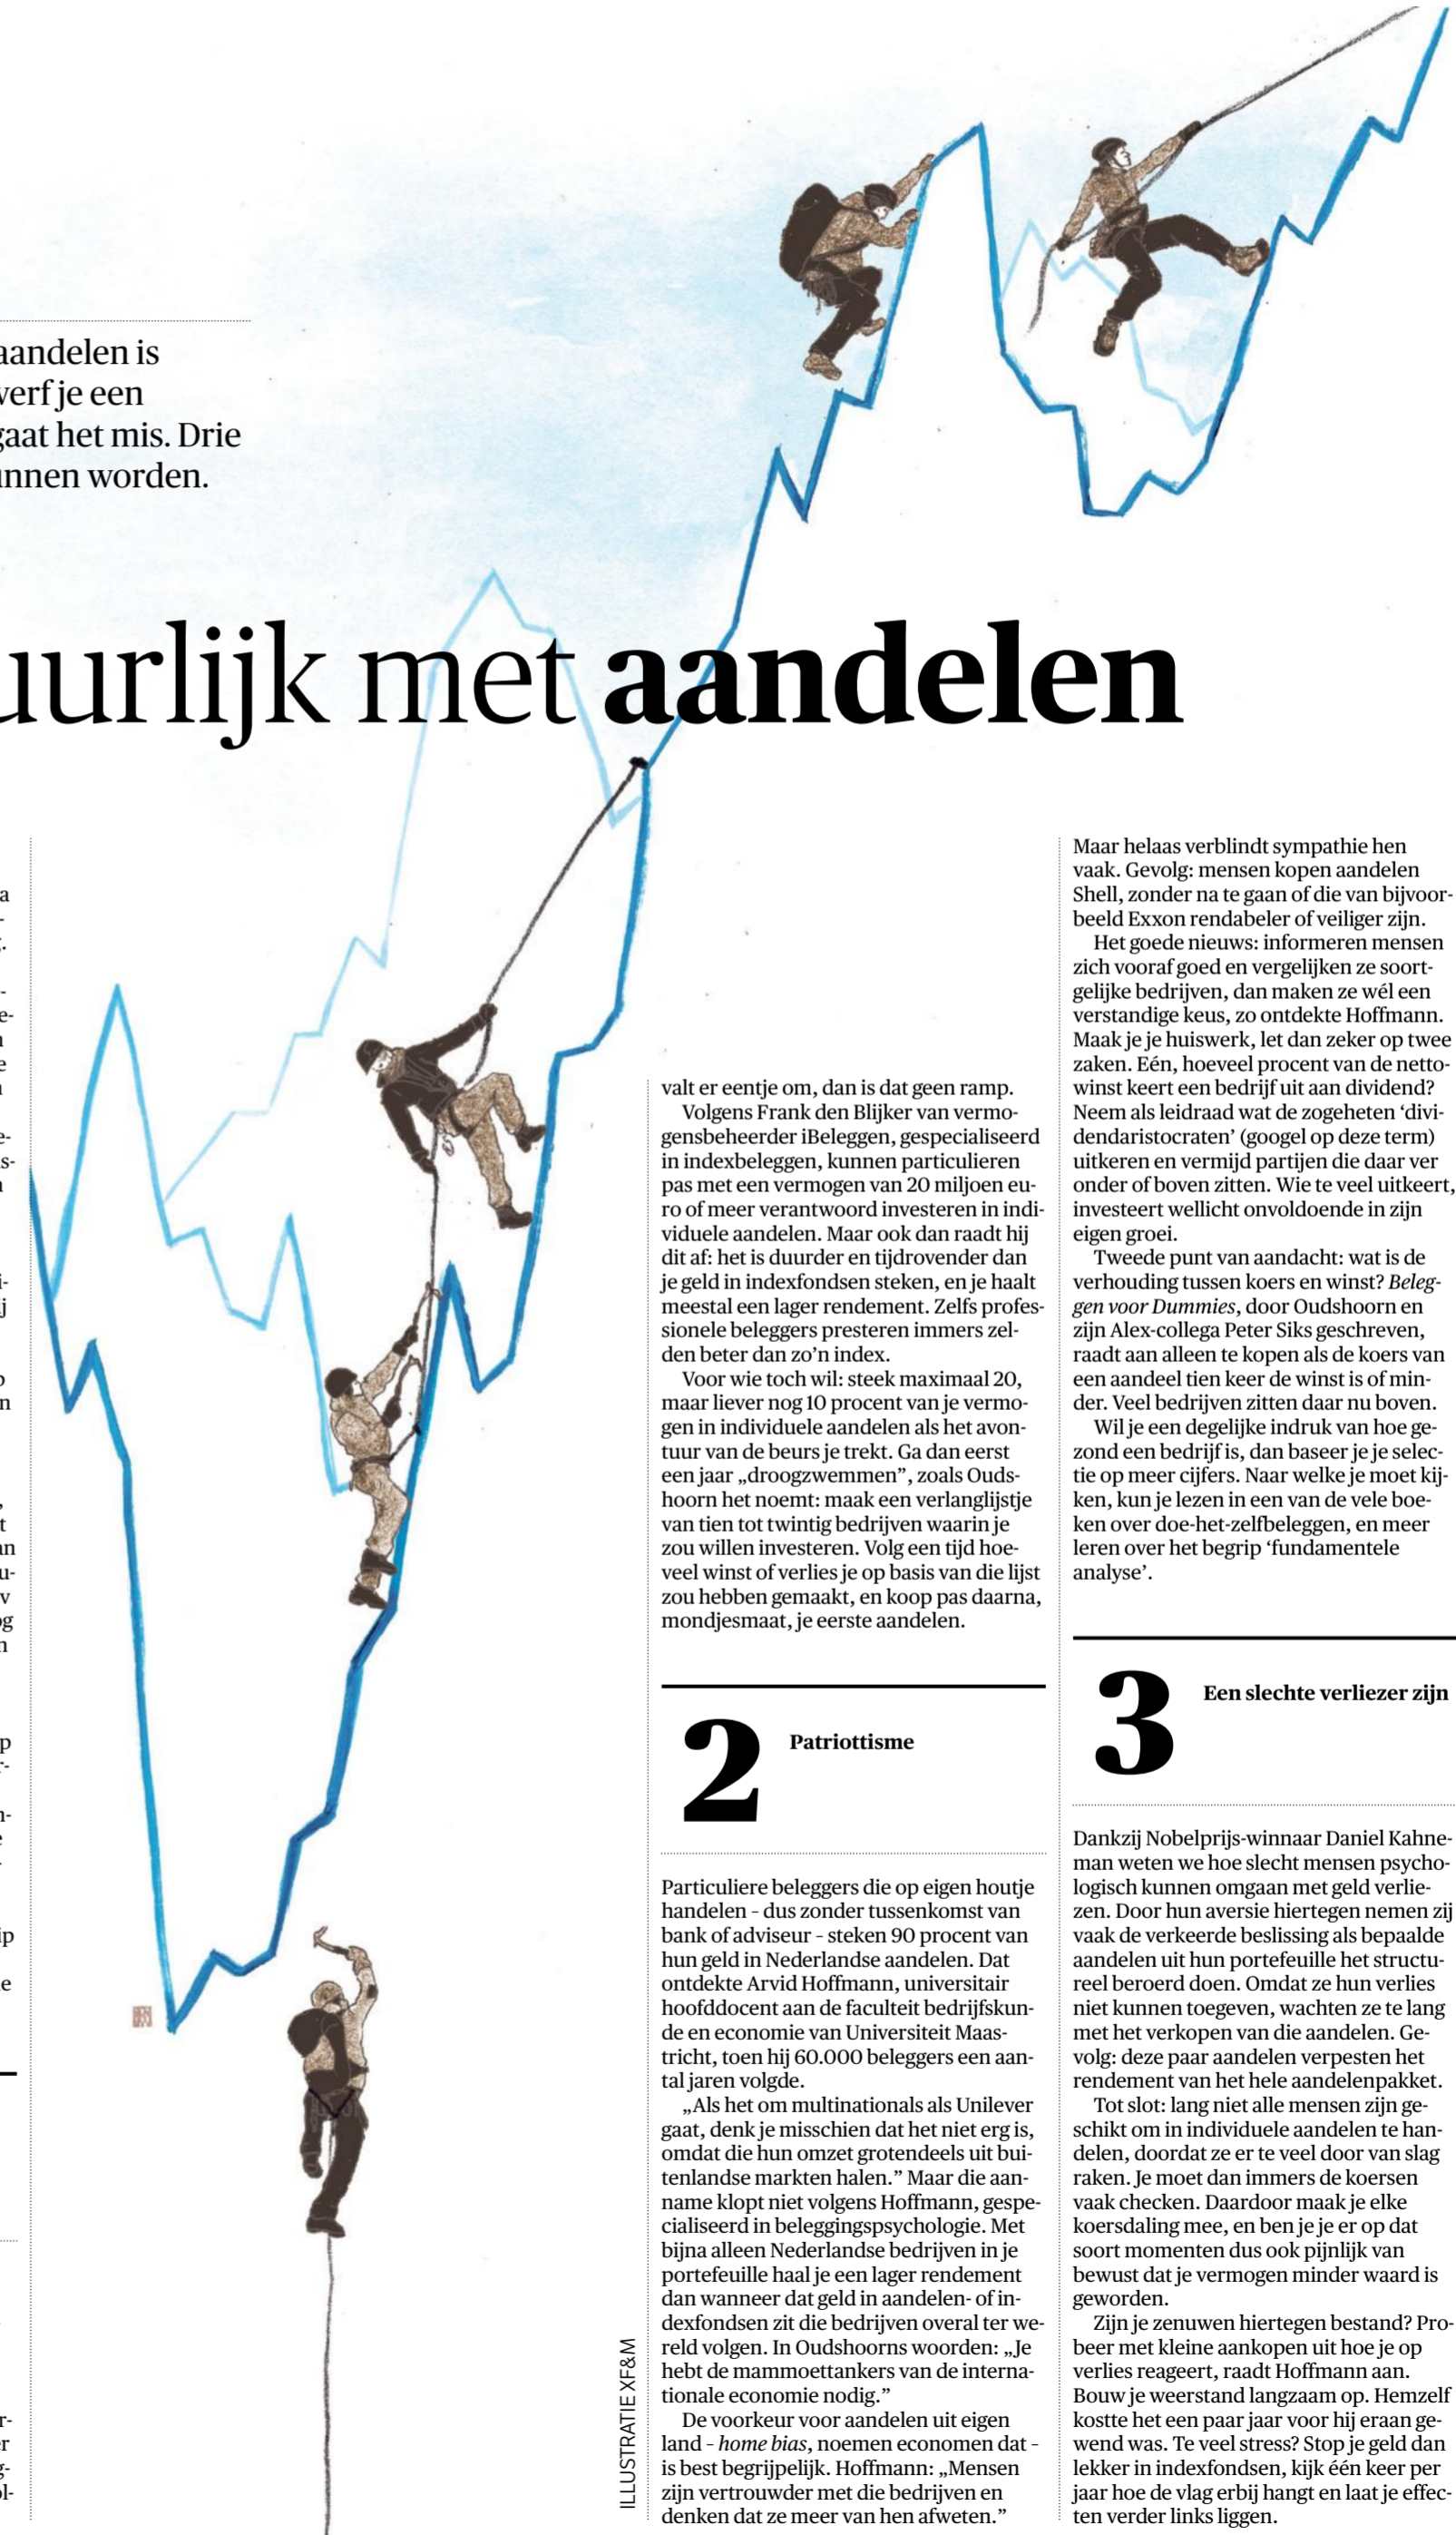 aandelen is
je een
gaat het mis. Drie
worden.
met aandelen
valt er eentje om, dan is dat geen ramp.
Volgens Frank den Blijker van vermo-
gensbeheerder iBeleggen, gespecialiseerd
in indexbeleggen, kunnen particulieren
pas met een vermogen van 20 miljoen eu-
ro of meer verantwoord investeren in indi-
viduele aandelen. Maar ook dan raadt hij
dit af: het is duurder en tijdrovender dan
je geld in indexfondsen steken, en je haalt
meestal een lager rendement. Zelfs profes-
sionele beleggers presteren immers zel-
den beter dan zo’n index.
Voor wie toch wil: steek maximaal 20,
maar liever nog 10 procent van je vermo-
gen in individuele aandelen als het avon-
tuur van de beurs je trekt. Ga dan eerst
een jaar „droogzwemmen”, zoals Ouds-
hoorn het noemt: maak een verlanglijstje
van tien tot twintig bedrijven waarin je
zou willen investeren. Volg een tijd hoe-
veel winst of verlies je op basis van die lijst
zou hebben gemaakt, en koop pas daarna,
mondjesmaat, je eerste aandelen.
2
Patriottisme
Particuliere beleggers die op eigen houtje
handelen – dus zonder tussenkomst van
bank of adviseur – steken 90 procent van
hun geld in Nederlandse aandelen. Dat
ontdekte Arvid Hoffmann, universitair
hoofddocent aan de faculteit bedrijfskun-
de en economie van Universiteit Maas-
tricht, toen hij 60.000 beleggers een aan-
tal jaren volgde.
„Als het om multinationals als Unilever
gaat, denk je misschien dat het niet erg is,
omdat die hun omzet grotendeels uit bui-
tenlandse markten halen.” Maar die aan-
name klopt niet volgens Hoffmann, gespe-
cialiseerd in beleggingspsychologie. Met
bijna alleen Nederlandse bedrijven in je
portefeuille haal je een lager rendement
dan wanneer dat geld in aandelen- of in-
dexfondsen zit die bedrijven overal ter we-
reld volgen. In Oudshoorns woorden: „Je
hebt de mammoettankers van de interna-
tionale economie nodig.”
De voorkeur voor aandelen uit eigen
land – home bias, noemen economen dat –
is best begrijpelijk. Hoffmann: „Mensen
zijn vertrouwder met die bedrijven en
denken dat ze meer van hen afweten.”
Maar helaas verblindt sympathie hen
vaak. Gevolg: mensen kopen aandelen
Shell, zonder na te gaan of die van bijvoor-
beeld Exxon rendabeler of veiliger zijn.
Het goede nieuws: informeren mensen
zich vooraf goed en vergelijken ze soort-
gelijke bedrijven, dan maken ze wél een
verstandige keus, zo ontdekte Hoffmann.
Maak je je huiswerk, let dan zeker op twee
zaken. Eén, hoeveel procent van de netto-
winst keert een bedrijf uit aan dividend?
Neem als leidraad wat de zogeheten ‘divi-
dendaristocraten’ (googel op deze term)
uitkeren en vermijd partijen die daar ver
onder of boven zitten. Wie te veel uitkeert,
investeert wellicht onvoldoende in zijn
eigen groei.
Tweede punt van aandacht: wat is de
verhouding tussen koers en winst? Beleg-
gen voor Dummies, door Oudshoorn en
zijn Alex-collega Peter Siks geschreven,
raadt aan alleen te kopen als de koers van
een aandeel tien keer de winst is of min-
der. Veel bedrijven zitten daar nu boven.
Wil je een degelijke indruk van hoe ge-
zond een bedrijf is, dan baseer je je selec-
tie op meer cijfers. Naar welke je moet kij-
ken, kun je lezen in een van de vele boe-
ken over doe-het-zelfbeleggen, en meer
leren over het begrip ‘fundamentele
analyse’.
3
Een slechte verliezer zijn
Dankzij Nobelprijs-winnaar Daniel Kahne-
man weten we hoe slecht mensen psycho-
logisch kunnen omgaan met geld verlie-
zen. Door hun aversie hiertegen nemen zij
vaak de verkeerde beslissing als bepaalde
aandelen uit hun portefeuille het structu-
reel beroerd doen. Omdat ze hun verlies
niet kunnen toegeven, wachten ze te lang
met het verkopen van die aandelen. Ge-
volg: deze paar aandelen verpesten het
rendement van het hele aandelenpakket.
Tot slot: lang niet alle mensen zijn ge-
schikt om in individuele aandelen te han-
delen, doordat ze er te veel door van slag
raken. Je moet dan immers de koersen
vaak checken. Daardoor maak je elke
koersdaling mee, en ben je je er op dat
soort momenten dus ook pijnlijk van
bewust dat je vermogen minder waard is
geworden.
Zijn je zenuwen hiertegen bestand? Pro-
beer met kleine aankopen uit hoe je op
verlies reageert, raadt Hoffmann aan.
Bouw je weerstand langzaam op. Hemzelf
kostte het een paar jaar voor hij eraan ge-
wend was. Te veel stress? Stop je geld dan
lekker in indexfondsen, kijk één keer per
jaar hoe de vlag erbij hangt en laat je effec-
ten verder links liggen.
ILLUSTRATIE XF&M